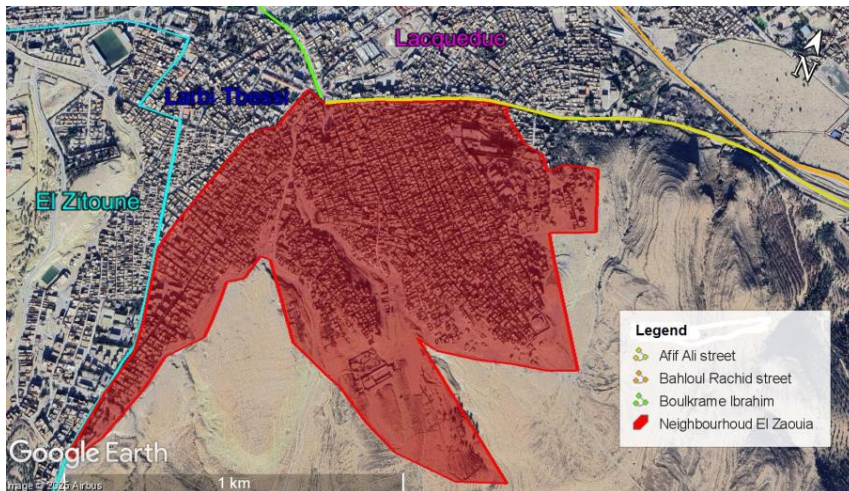 Lacqueduc
N
Larbi Tbessi
El Zitoune
Legend
Afif Ali street
Bahloul Rachid street
Boulkrame Ibrahim
Neighbourhoud El Zaouia
Google Earth
Image © 2025 Airbus
1 km